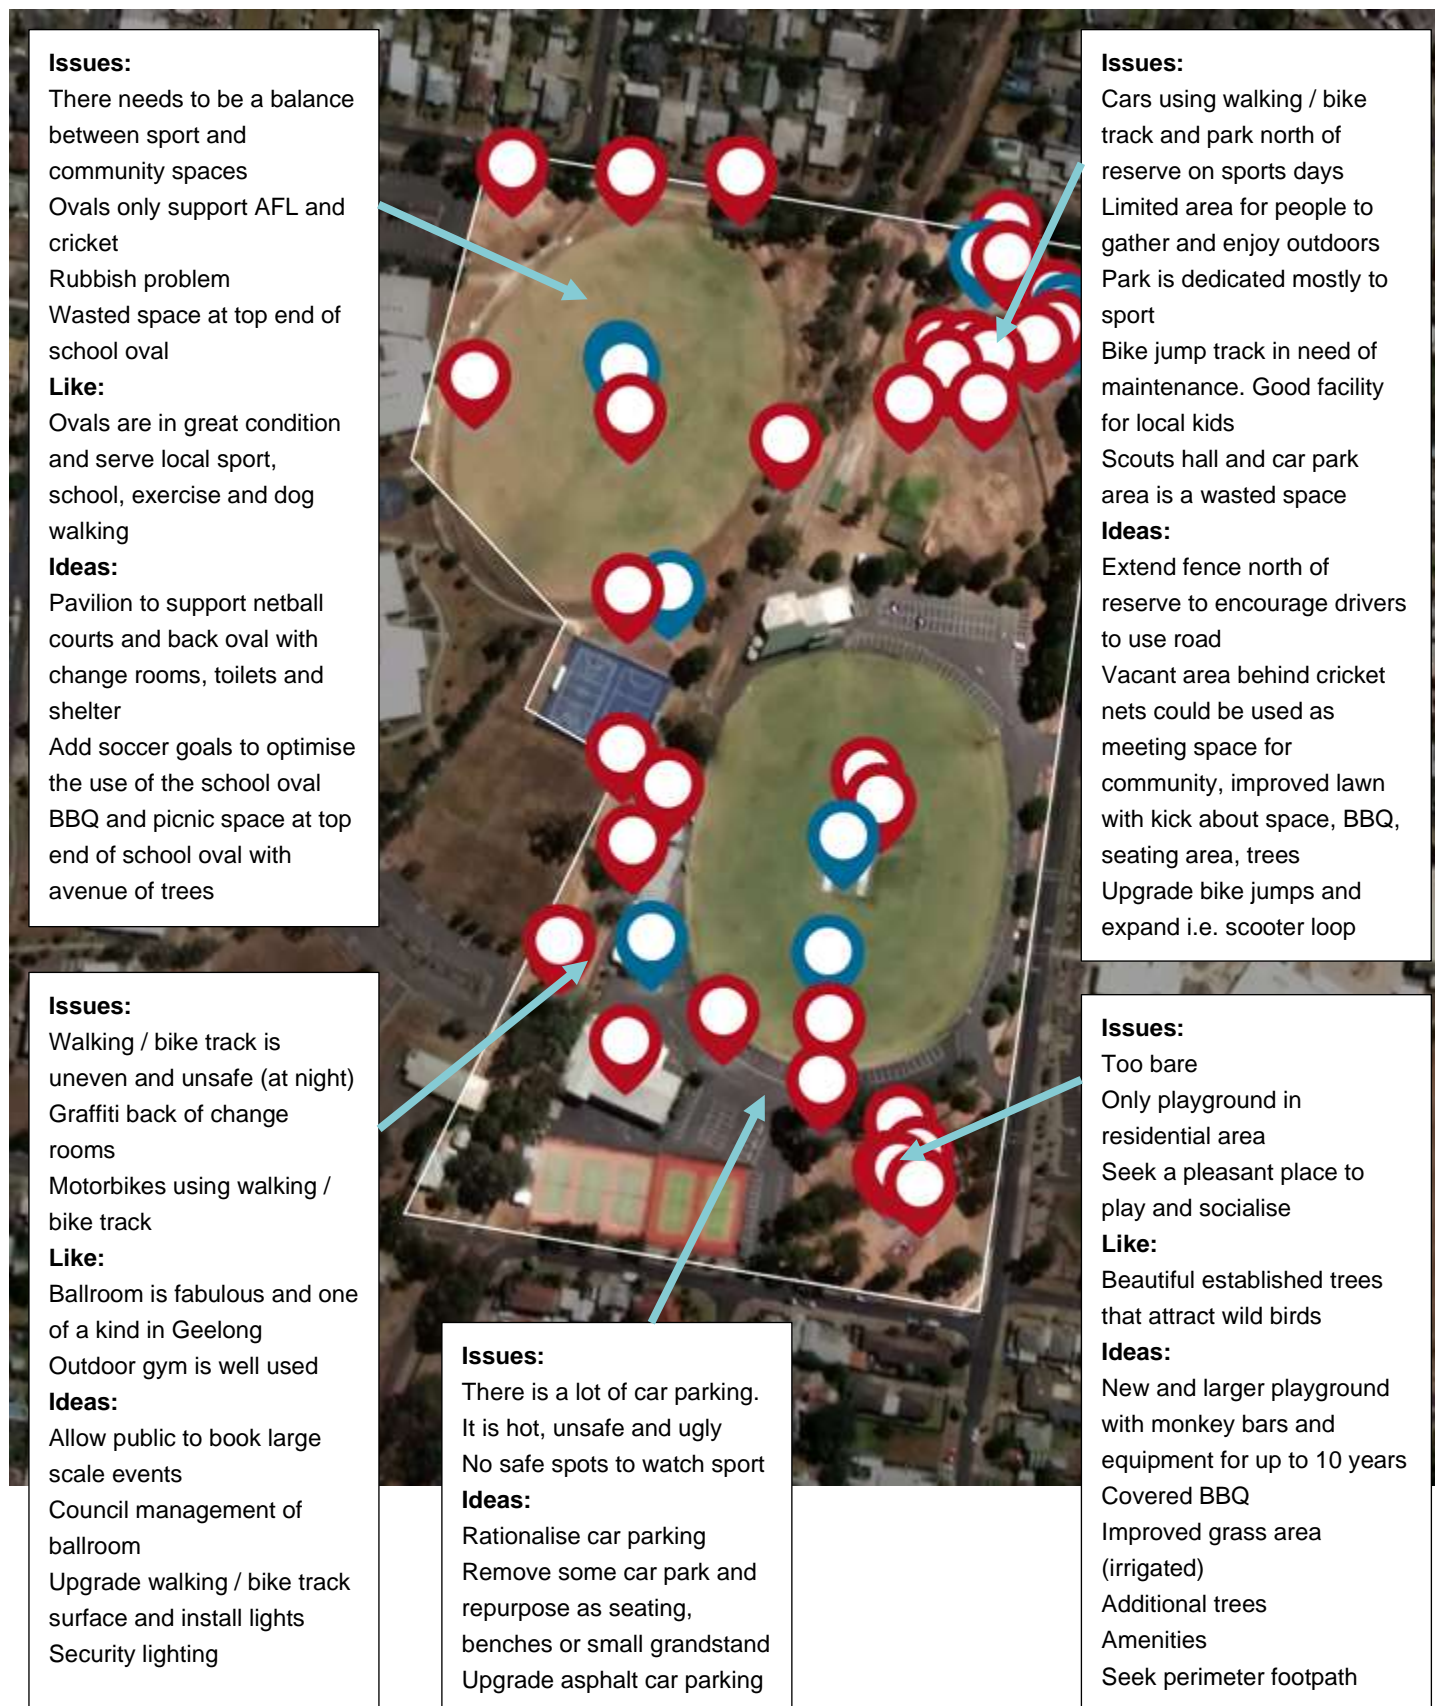 Issues:
There needs to be a balance
between sport and
community spaces
Ovals only support AFL and
cricket
Rubbish problem
Wasted space at top end of
school oval
Like:
Ovals are in great condition
and serve local sport,
school, exercise and dog
walking
Ideas:
Pavilion to support netball
courts and back oval with
change rooms, toilets and
shelter
Add soccer goals to optimise
the use of the school oval
BBQ and picnic space at top
end of school oval with
avenue of trees
Issues:
Cars using walking / bike
track and park north of
reserve on sports days
Limited area for people to
gather and enjoy outdoors
Park is dedicated mostly to
sport
Bike jump track in need of
maintenance. Good facility
for local kids
Scouts hall and car park
area is a wasted space
Ideas:
Extend fence north of
reserve to encourage drivers
to use road
Vacant area behind cricket
nets could be used as
meeting space for
community, improved lawn
with kick about space, BBQ,
seating area, trees
Upgrade bike jumps and
expand i.e. scooter loop
Issues:
Walking / bike track is
uneven and unsafe (at night)
Graffiti back of change
rooms
Motorbikes using walking /
bike track
Like:
Ballroom is fabulous and one
of a kind in Geelong
Outdoor gym is well used
Ideas:
Allow public to book large
scale events
Council management of
ballroom
Upgrade walking / bike track
surface and install lights
Security lighting
Issues:
There is a lot of car parking.
It is hot, unsafe and ugly
No safe spots to watch sport
Ideas:
Rationalise car parking
Remove some car park and
repurpose as seating,
benches or small grandstand
Upgrade asphalt car parking
Issues:
Too bare
Only playground in
residential area
Seek a pleasant place to
play and socialise
Like:
Beautiful established trees
that attract wild birds
Ideas:
New and larger playground
with monkey bars and
equipment for up to 10 years
Covered BBQ
Improved grass area
(irrigated)
Additional trees
Amenities
Seek perimeter footpath